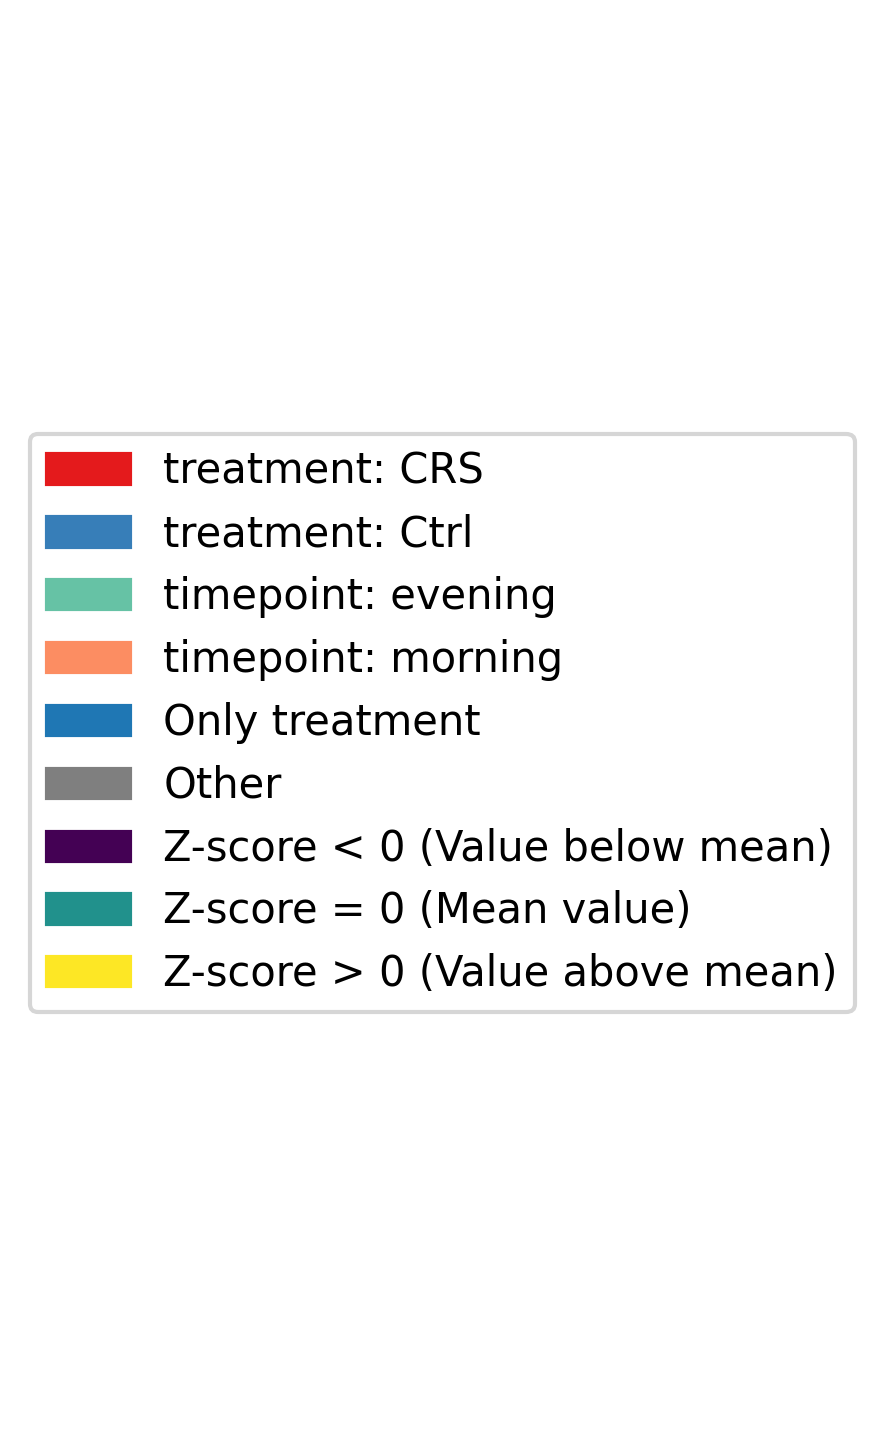 treatment: CRS
treatment: Ctrl
timepoint: evening
timepoint: morning
Only treatment
Other
Z-score < 0 (Value below mean)
Z-score = 0 (Mean value)
Z-score > 0 (Value above mean)